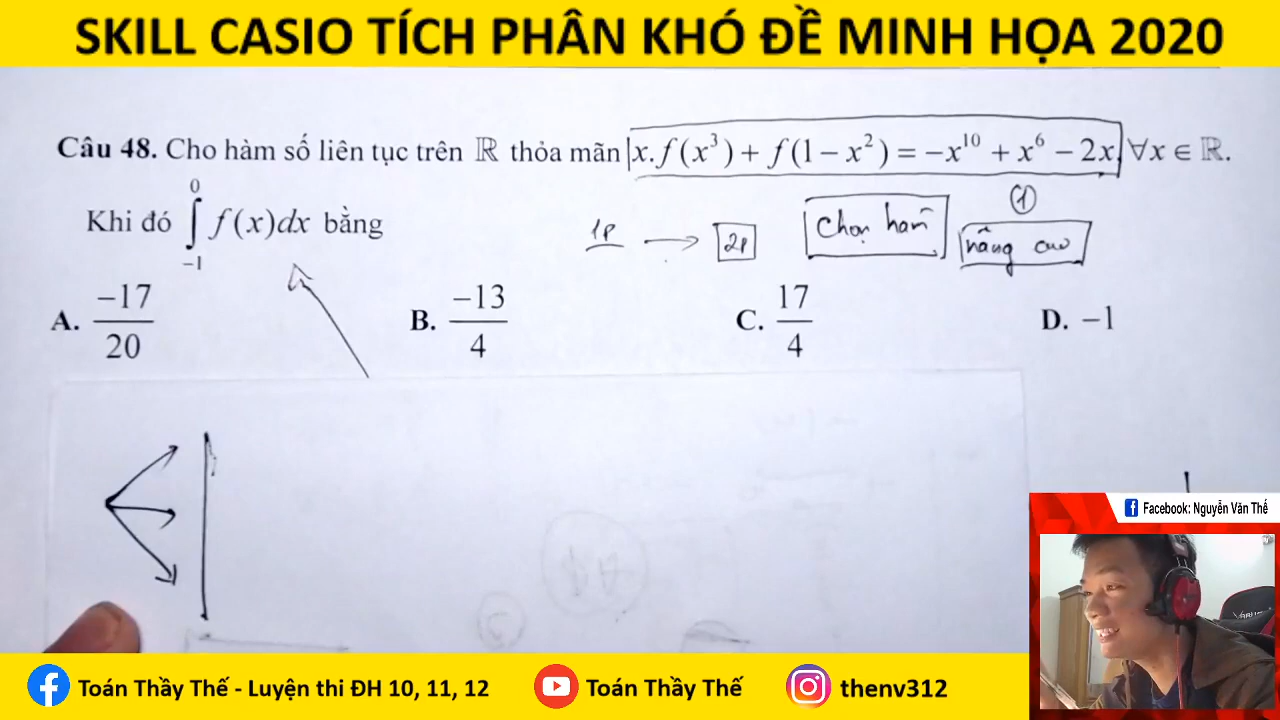 SKILL CASIO TÍCH PHÂN KHÓ ĐỀ MINH HỌA 2020
Câu 48. Cho hàm số liên tục trên ℝ thỏa mãn x.f(x³) + f(1 − x²) = −x¹⁰ + x⁶ − 2x, ∀x ∈ ℝ.
Khi đó ∫₋₁⁰ f(x)dx bằng
1P → 2P Chọn hàm ① nâng cao
A. −17/20 B. −13/4 C. 17/4 D. −1
Facebook: Nguyễn Văn Thế
Toán Thầy Thế - Luyện thi ĐH 10, 11, 12 Toán Thầy Thế thenv312